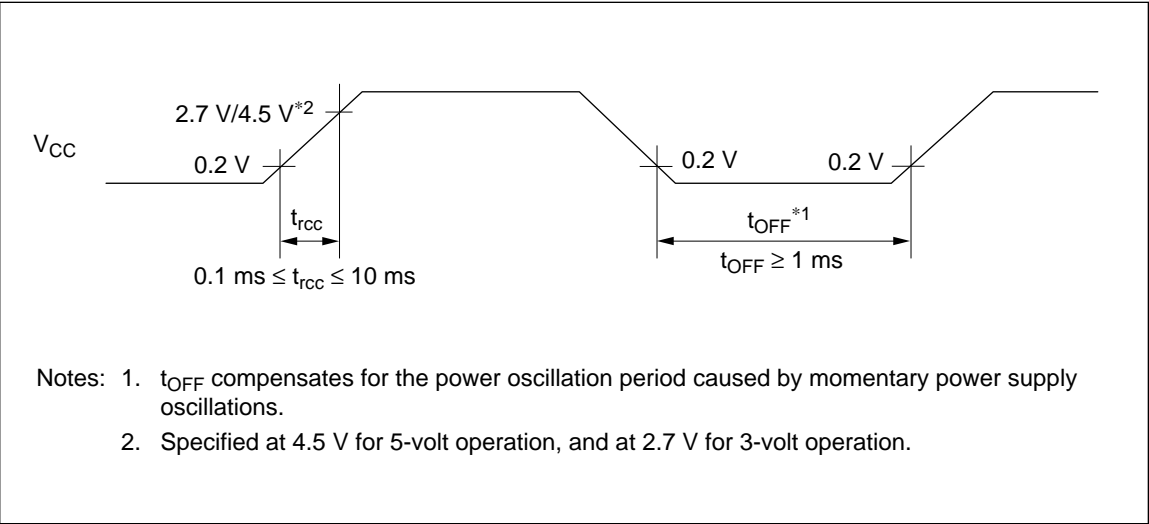 2.7 V/4.5 V*2
VCC
0.2 V
0.2 V
0.2 V
trcc
tOFF*1
0.1 ms ≤ trcc ≤ 10 ms
tOFF ≥ 1 ms
Notes: 1. tOFF compensates for the power oscillation period caused by momentary power supply
oscillations.
2. Specified at 4.5 V for 5-volt operation, and at 2.7 V for 3-volt operation.